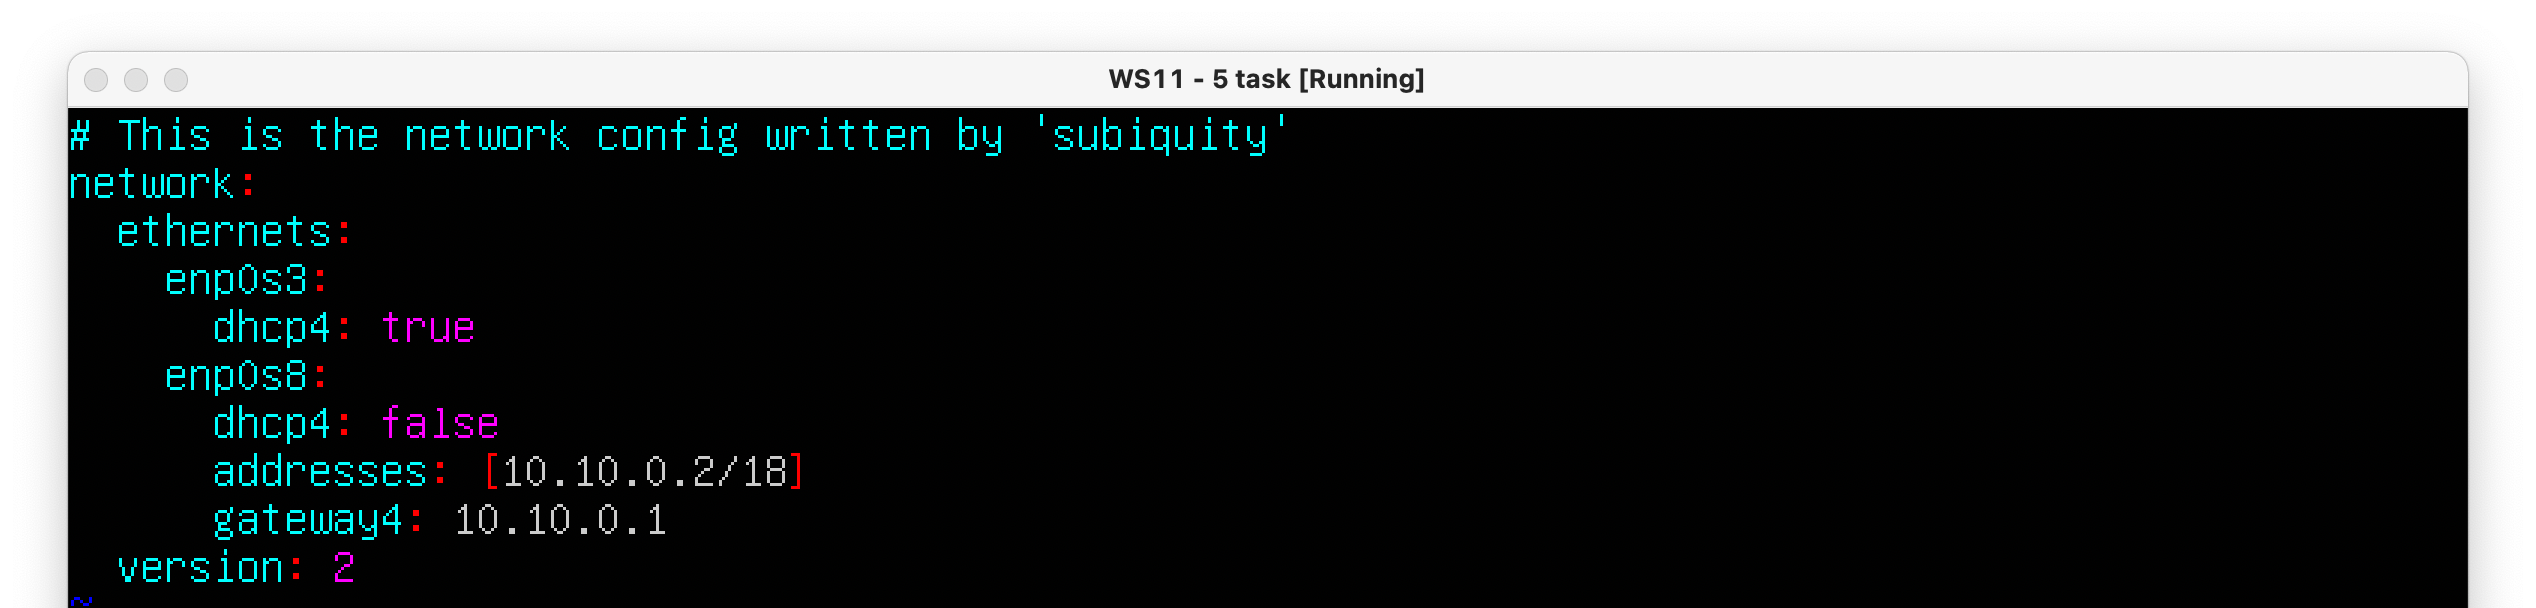 WS11 - 5 task [Running]
# This is the network config written by 'subiquity'
network:
  ethernets:
    enp0s3:
      dhcp4: true
    enp0s8:
      dhcp4: false
      addresses: [10.10.0.2/18]
      gateway4: 10.10.0.1
  version: 2
~